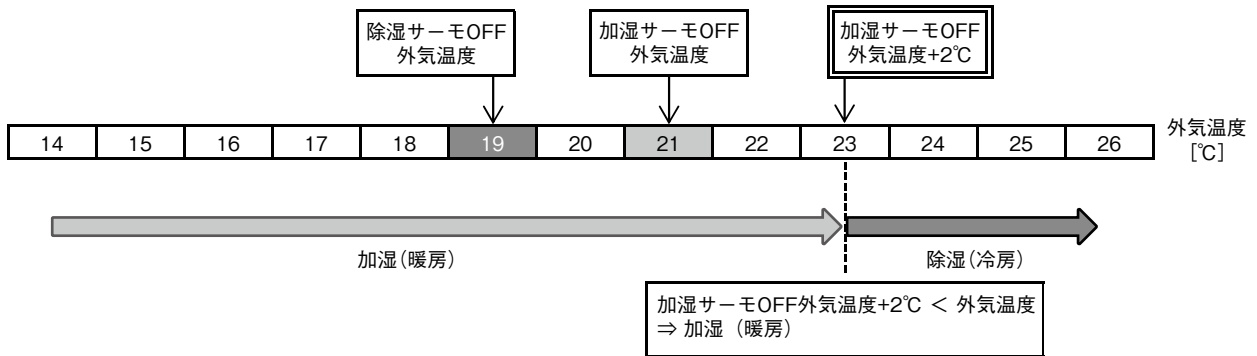 除湿サーモOFF
外気温度
加湿サーモOFF
外気温度
加湿サーモOFF
外気温度+2℃
14 15 16 17 18 19 20 21 22 23 24 25 26
外気温度
[℃]
加湿(暖房)
除湿(冷房)
加湿サーモOFF外気温度+2℃ < 外気温度
⇒ 加湿 (暖房)